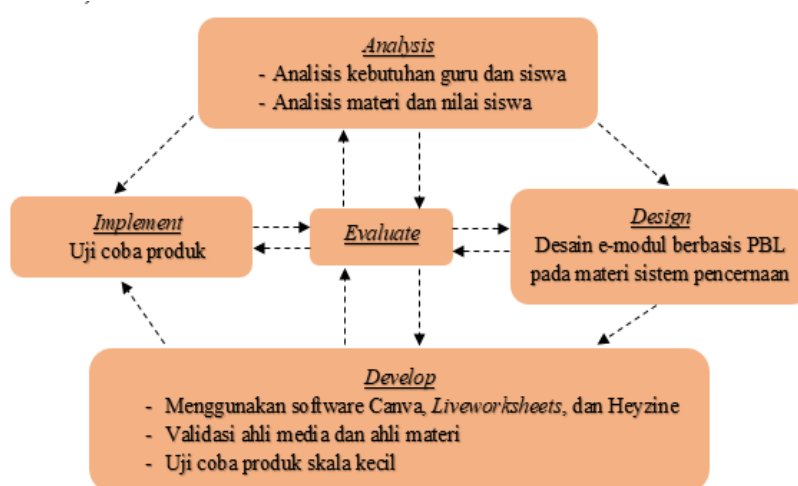 Analysis
- Analisis kebutuhan guru dan siswa
- Analisis materi dan nilai siswa
Implement
Uji coba produk
Evaluate
Design
Desain e-modul berbasis PBL
pada materi sistem pencernaan
Develop
- Menggunakan software Canva, Liveworksheets, dan Heyzine
- Validasi ahli media dan ahli materi
- Uji coba produk skala kecil